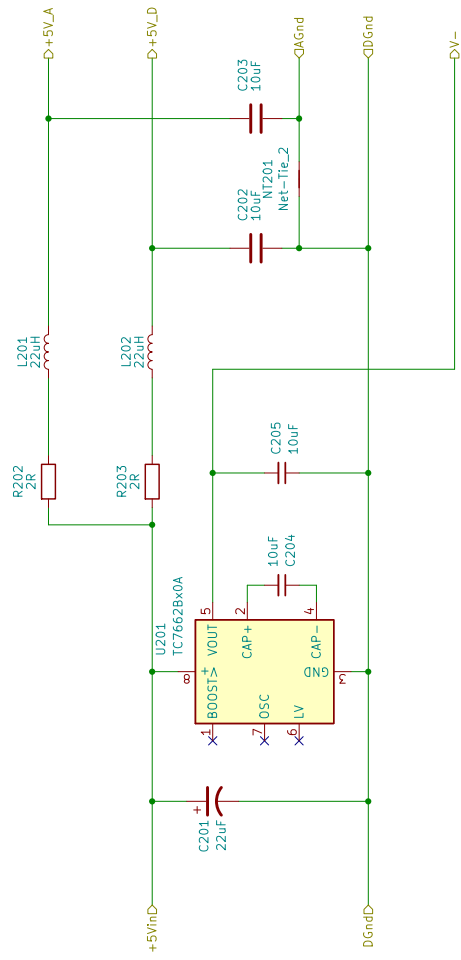 +5V_A
+5V_D
AGnd
DGnd
V-
C203
10uF
NT201
Net-Tie_2
C202
10uF
L201
22uH
L202
22uH
R202
2R
R203
2R
C205
10uF
10uF
C204
U201
TC7662Bx0A
5
2
4
VOUT
CAP+
CAP-
8
+
GND
3
BOOST>
OSC
LV
1
7
6
+
C201
22uF
+5Vin
DGnd